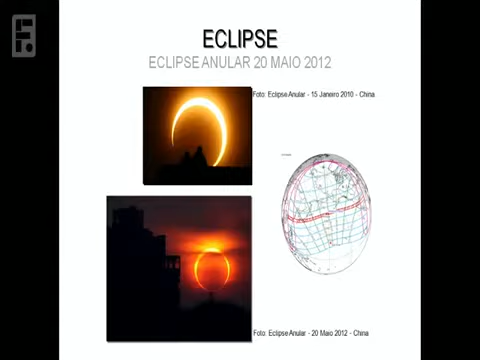 ECLIPSE
ECLIPSE ANULAR 20 MAIO 2012
Foto: Eclipse Anular - 15 Janeiro 2010 - China
Foto: Eclipse Anular - 20 Maio 2012 - China